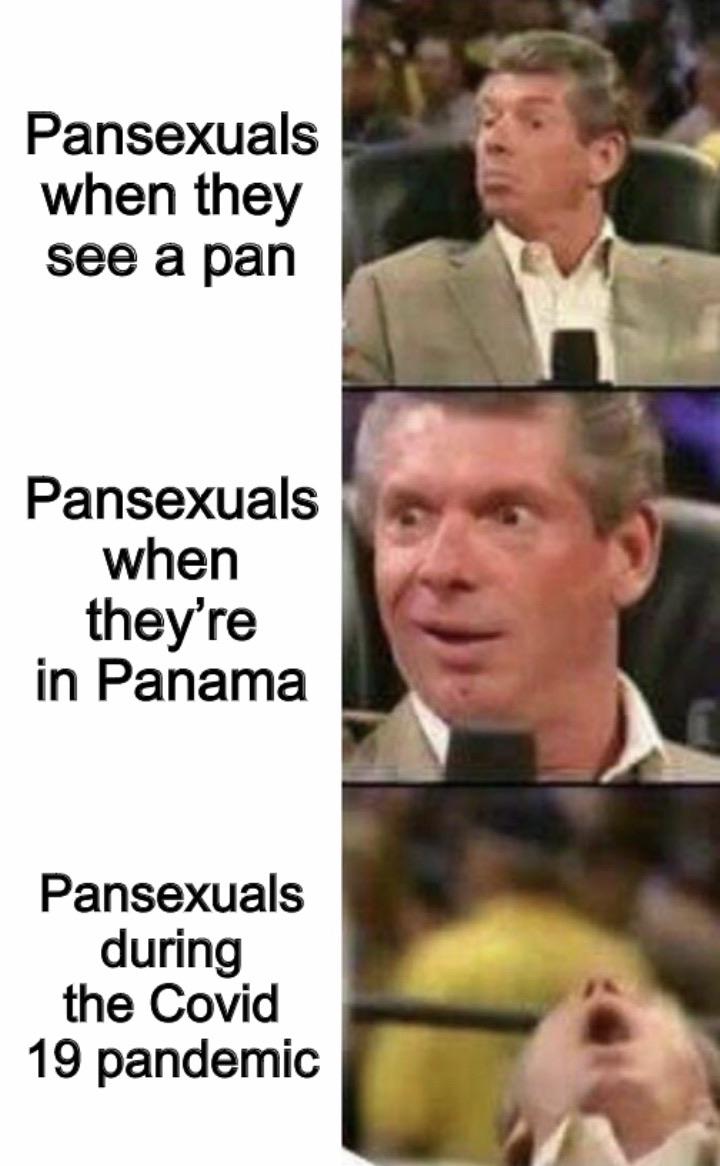 Pansexuals
when they
see a pan
Pansexuals
when
they’re
in Panama
Pansexuals
during
the Covid
19 pandemic